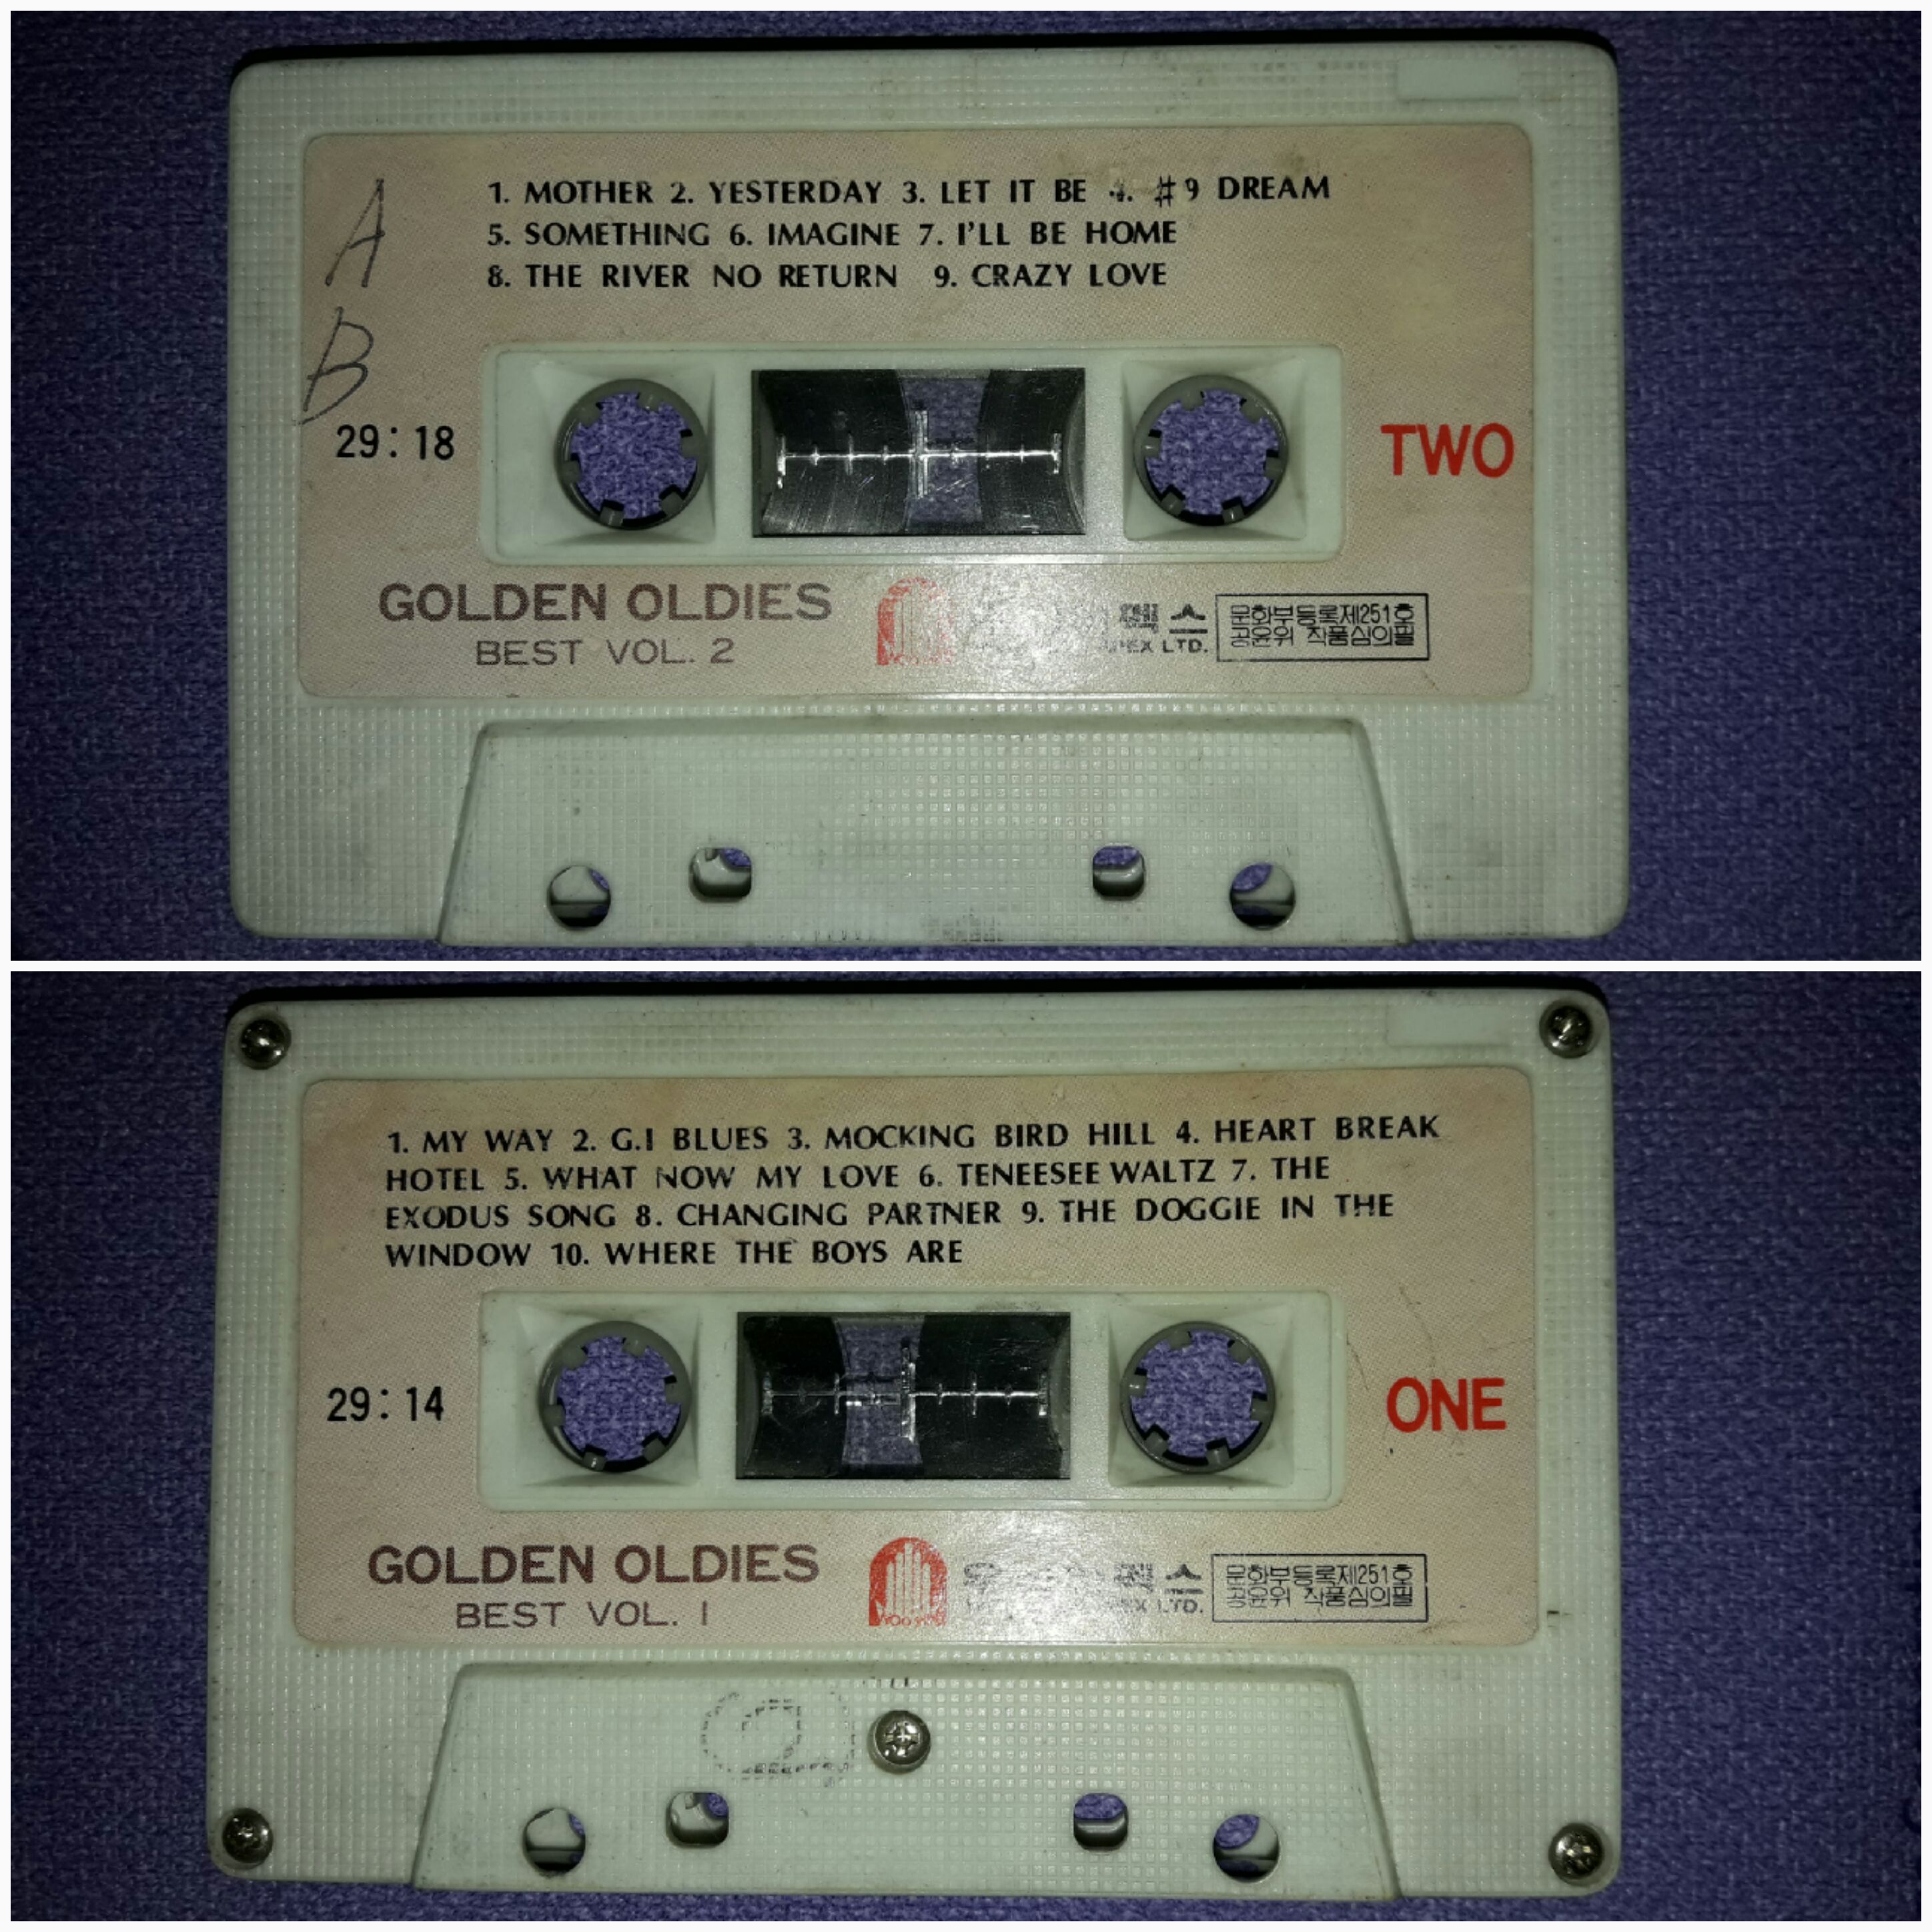 1. MOTHER 2. YESTERDAY 3. LET IT BE 4. #9 DREAM
5. SOMETHING 6. IMAGINE 7. I'LL BE HOME
8. THE RIVER NO RETURN 9. CRAZY LOVE
A
B
29:18
TWO
GOLDEN OLDIES
BEST VOL. 2
LTD.
문화부등록제251호
공윤위 작품심의필
1. MY WAY 2. G.I BLUES 3. MOCKING BIRD HILL 4. HEART BREAK
HOTEL 5. WHAT NOW MY LOVE 6. TENEESEE WALTZ 7. THE
EXODUS SONG 8. CHANGING PARTNER 9. THE DOGGIE IN THE
WINDOW 10. WHERE THE BOYS ARE
29:14
ONE
GOLDEN OLDIES
BEST VOL. 1
LTD.
문화부등록제251호
공윤위 작품심의필